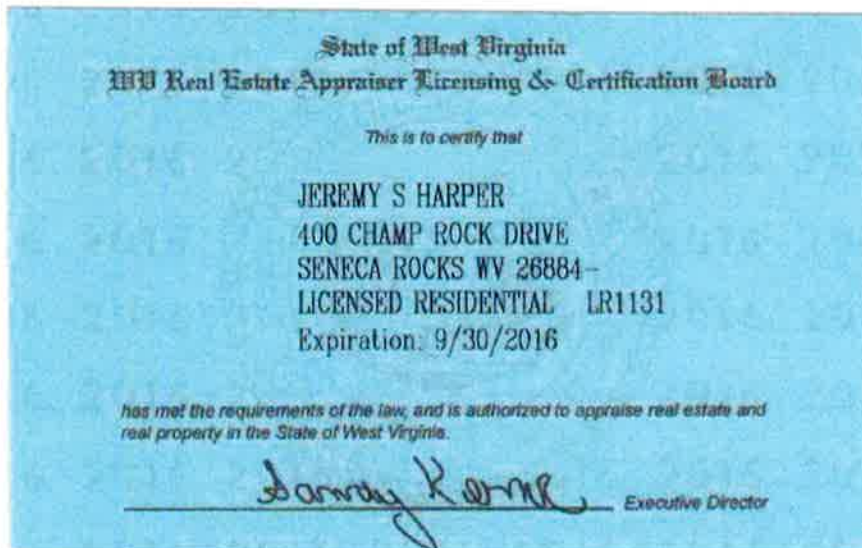 State of West Virginia
WV Real Estate Appraiser Licensing & Certification Board
This is to certify that
JEREMY S HARPER
400 CHAMP ROCK DRIVE
SENECA ROCKS WV 26884-
LICENSED RESIDENTIAL LR1131
Expiration: 9/30/2016
has met the requirements of the law, and is authorized to appraise real estate and
real property in the State of West Virginia.
Executive Director